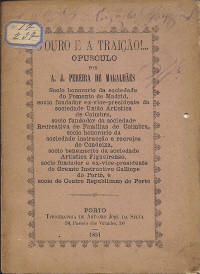 OURO E A TRAIÇÃO!...
OPUSCULO
POR
A. J. PEREIRA DE MAGALHÃES
Socio honorario da sociedade
do Fomento de Madrid,
socio fundador ex-vice-presidente da
sociedade União Artistica
de Coimbra,
socio fundador da sociedade
Recreativa de Familias de Coimbra,
socio honorario da
sociedade instrucção e recreio
de Condeixa,
socio benemerito da sociedade
Artistica Figueirense,
socio fundador e ex-vice-presidente
do Gremio Instructivo Calliope
do Porto, e
socio do Centro Republicano do Porto
PORTO
TYPOGRAPHIA DE ANTONIO JOSÉ DA SILVA